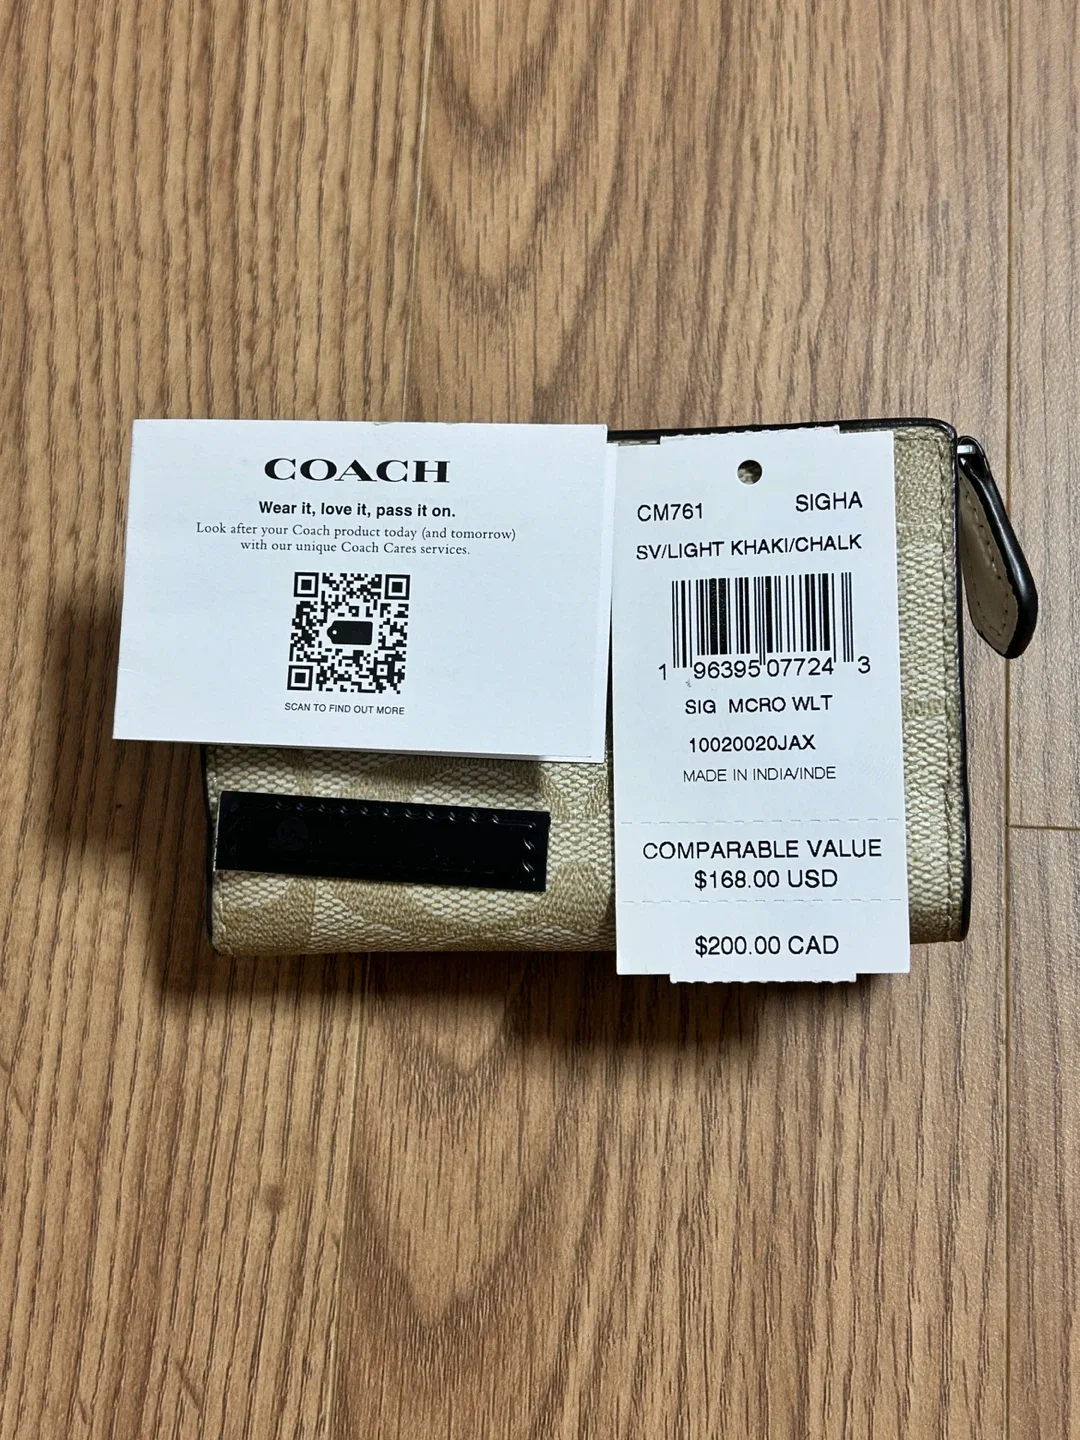 COACH
Wear it, love it, pass it on.
Look after your Coach product today (and tomorrow)
with our unique Coach Cares services.
SCAN TO FIND OUT MORE
CM761 SIGHA
SV/LIGHT KHAKI/CHALK
1 96395 07724 3
SIG MCRO WLT
10020020JAX
MADE IN INDIA/INDE
COMPARABLE VALUE
$168.00 USD
$200.00 CAD